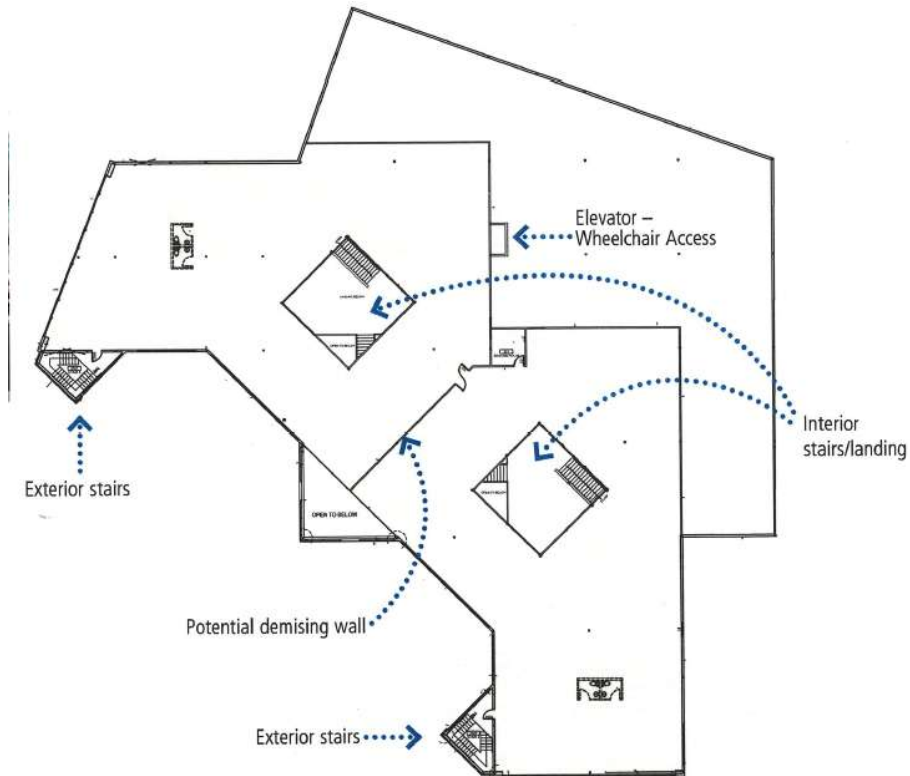 Elevator –
Wheelchair Access
Interior
stairs/landing
Exterior stairs
OPEN TO BELOW
Potential demising wall
Exterior stairs